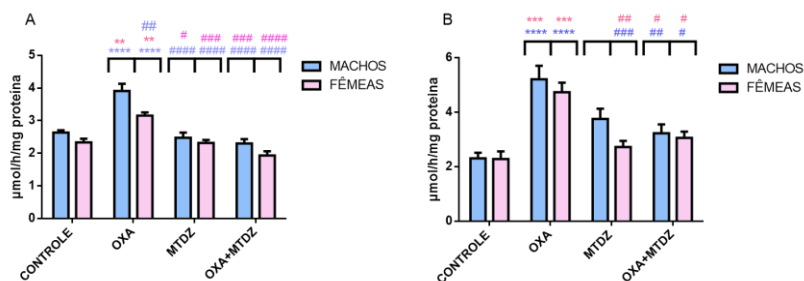 A
##
** ** # ### ### ####
**** **** #### #### #### ####
MACHOS
FÊMEAS
µmol/h/mg proteína
5
4
3
2
1
0
CONTROLE
OXA
MTDZ
OXA+MTDZ
B
*** *** ## # #
**** **** ### ## #
MACHOS
FÊMEAS
µmol/h/mg proteína
6
4
2
0
CONTROLE
OXA
MTDZ
OXA+MTDZ